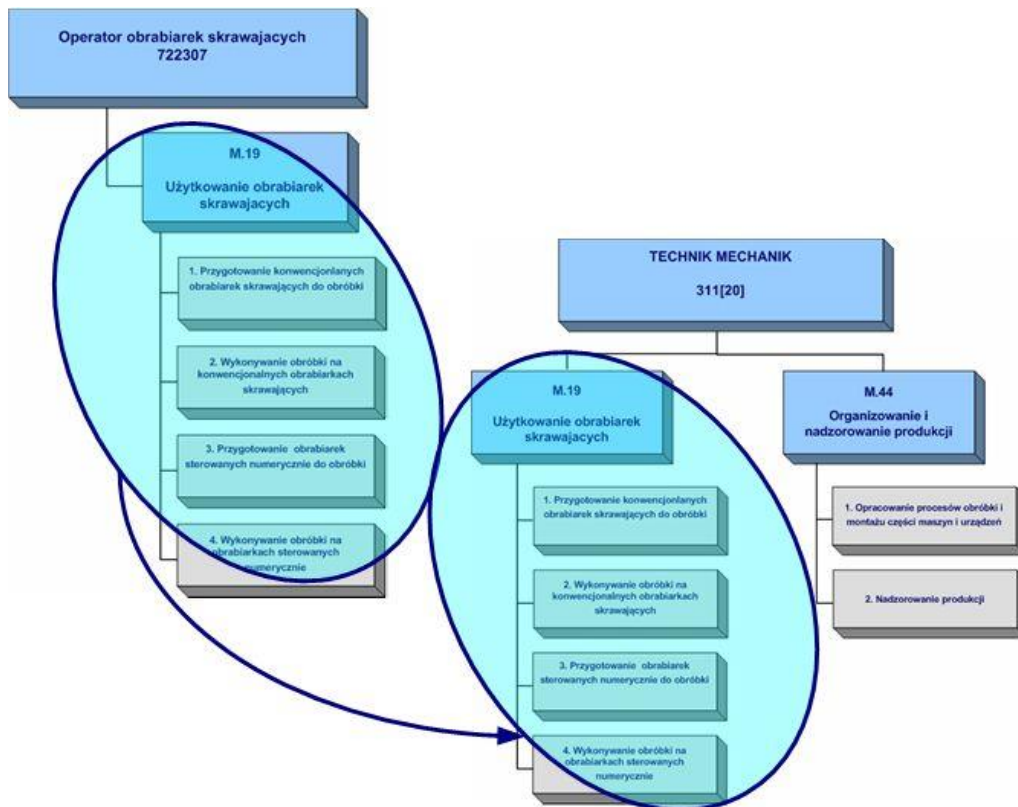 Operator obrabiarek skrawajacych
722307
M.19
Użytkowanie obrabiarek
skrawajacych
1. Przygotowanie konwencjonlanych
obrabiarek skrawających do obróbki
2. Wykonywanie obróbki na
konwencjonalnych obrabiarkach
skrawających
3. Przygotowanie obrabiarek
sterowanych numerycznie do obróbki
4. Wykonywanie obróbki na
obrabiarkach sterowanych
numerycznie
TECHNIK MECHANIK
311[20]
M.19
Użytkowanie obrabiarek
skrawajacych
1. Przygotowanie konwencjonlanych
obrabiarek skrawających do obróbki
2. Wykonywanie obróbki na
konwencjonalnych obrabiarkach
skrawających
3. Przygotowanie obrabiarek
sterowanych numerycznie do obróbki
4. Wykonywanie obróbki na
obrabiarkach sterowanych
numerycznie
M.44
Organizowanie i
nadzorowanie produkcji
1. Opracowanie procesów obróbki i
montażu części maszyn i urządzeń
2. Nadzorowanie produkcji